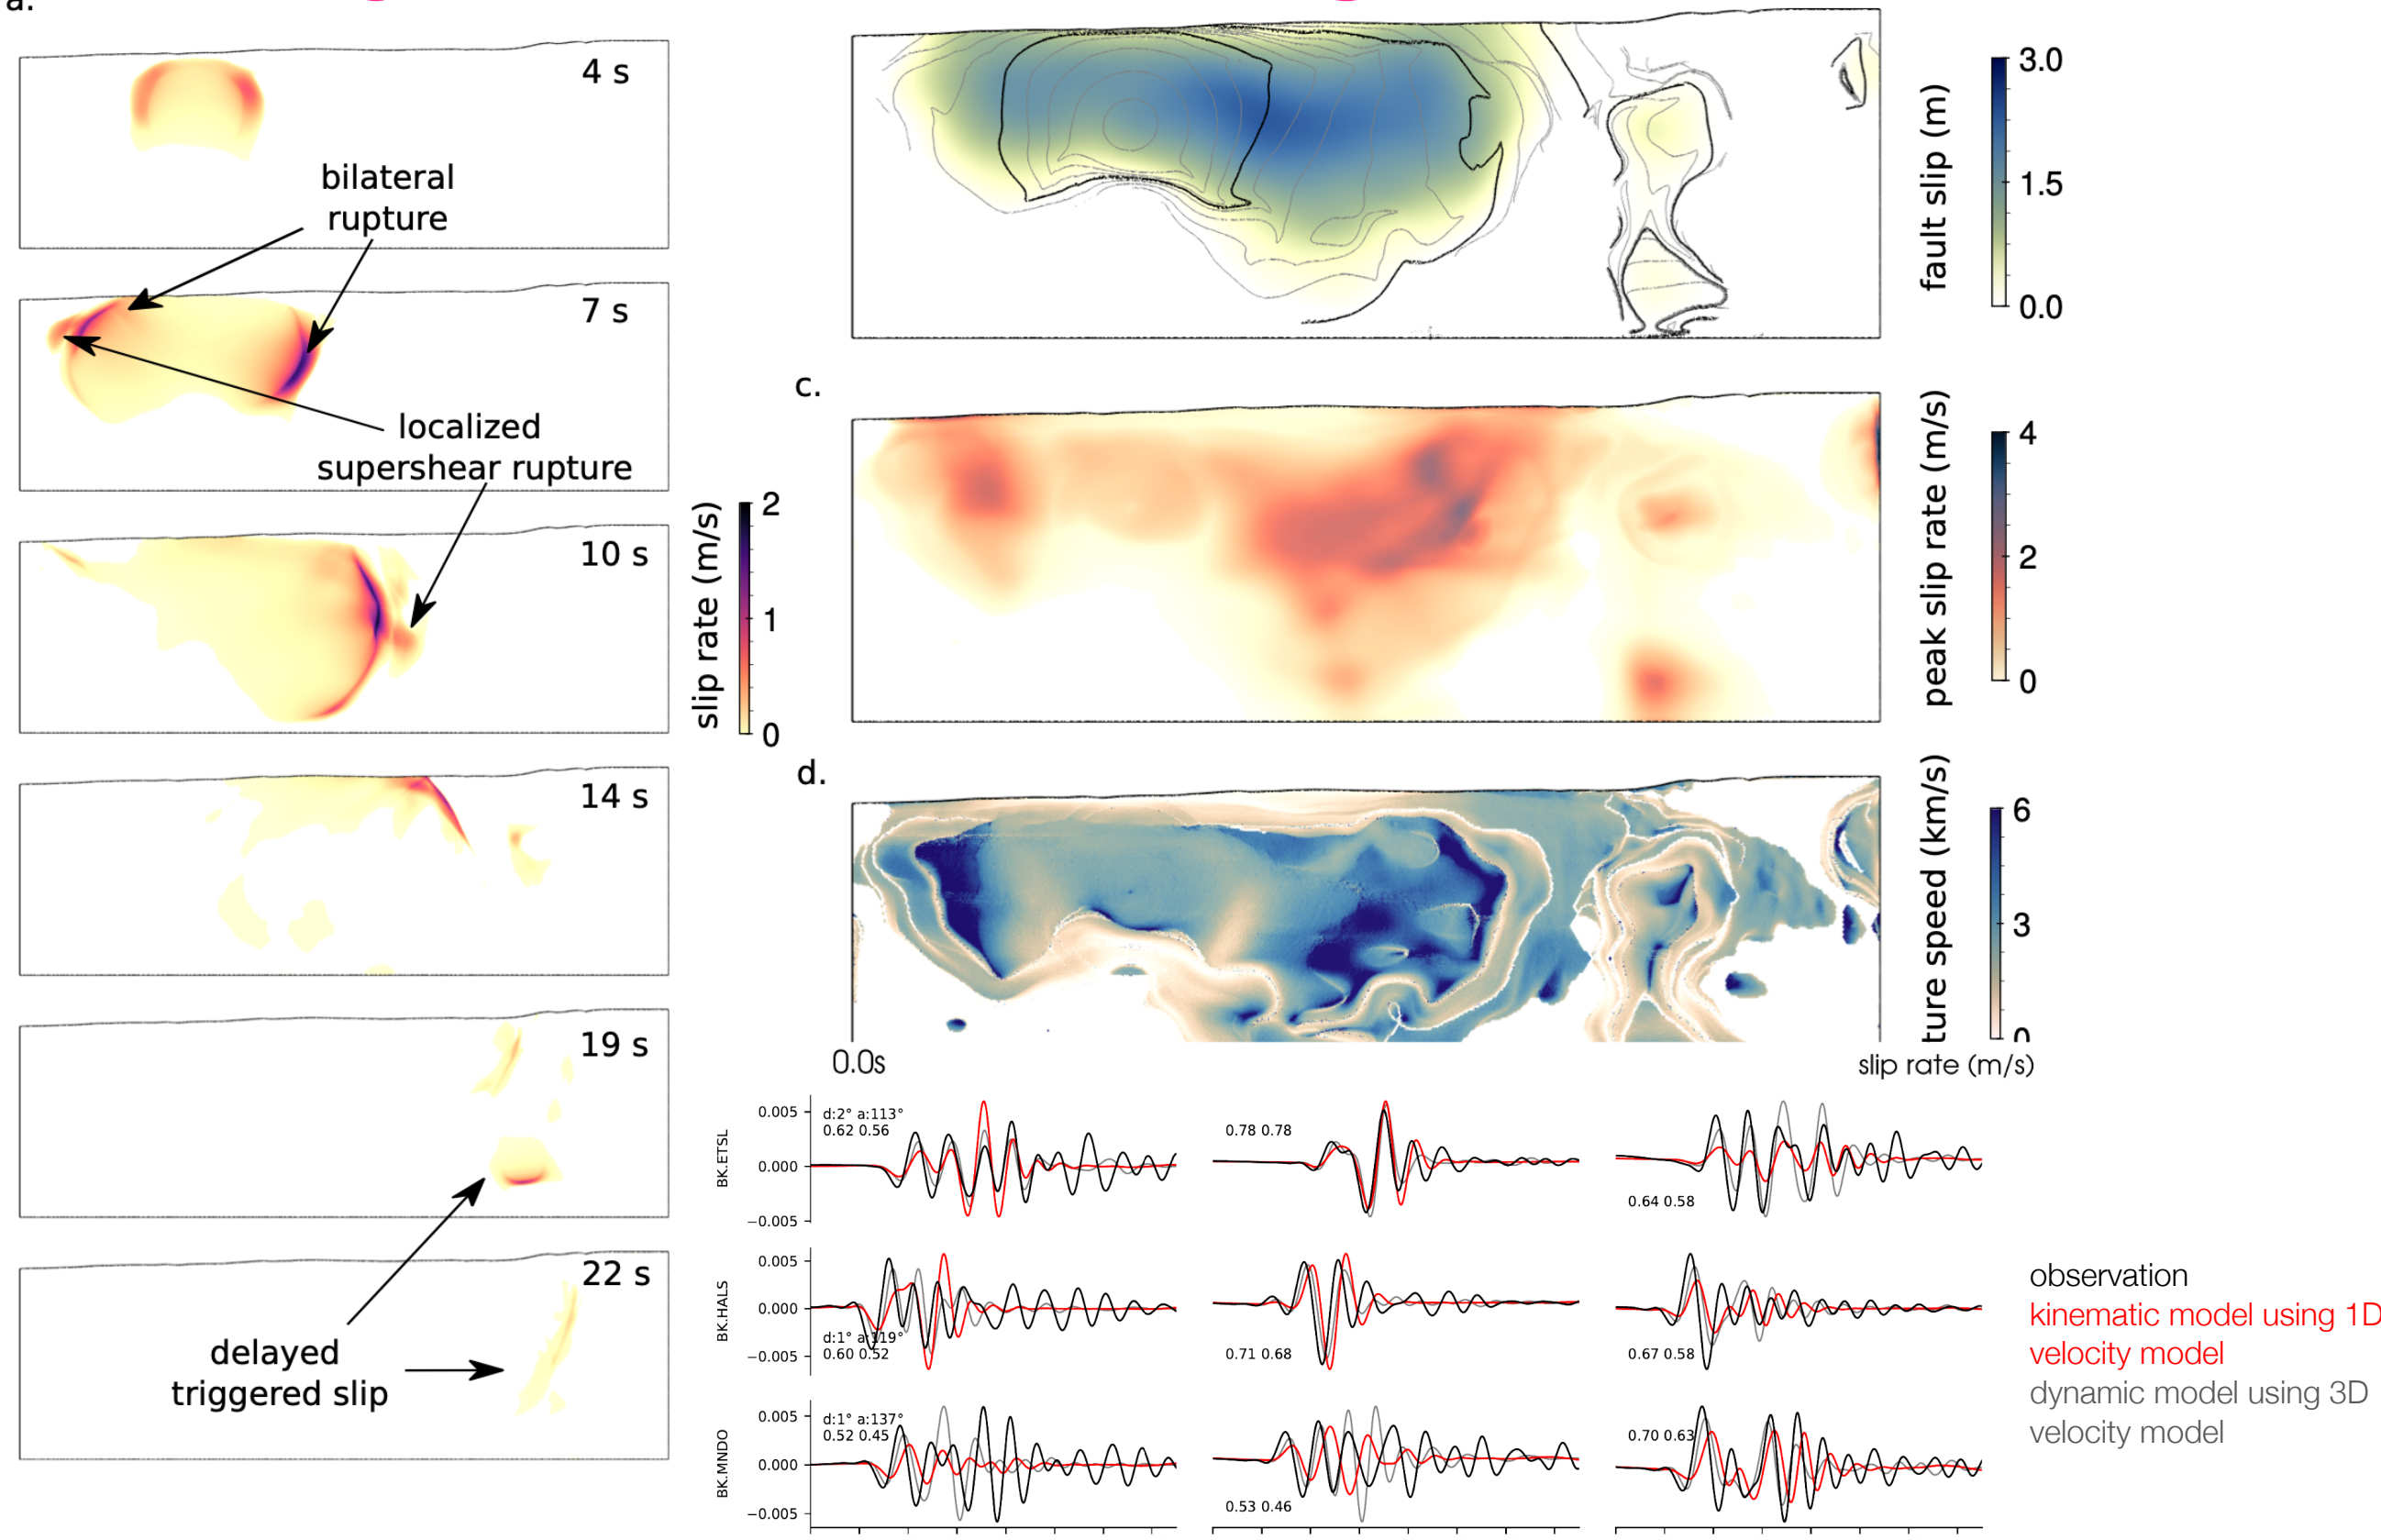 a.
4 s
bilateral
rupture
7 s
localized
supershear rupture
10 s
slip rate (m/s)
2
1
0
14 s
19 s
22 s
delayed
triggered slip
fault slip (m)
3.0
1.5
0.0
c.
peak slip rate (m/s)
4
2
0
d.
ture speed (km/s)
6
3
0
0.0s
slip rate (m/s)
BK.ETSL
0.005
0.000
−0.005
d:2° a:113°
0.62 0.56
0.78 0.78
0.64 0.58
BK.HALS
0.005
0.000
−0.005
d:1° a:119°
0.60 0.52
0.71 0.68
0.67 0.58
BK.MNDO
0.005
0.000
−0.005
d:1° a:137°
0.52 0.45
0.53 0.46
0.70 0.63
observation
kinematic model using 1D
velocity model
dynamic model using 3D
velocity model